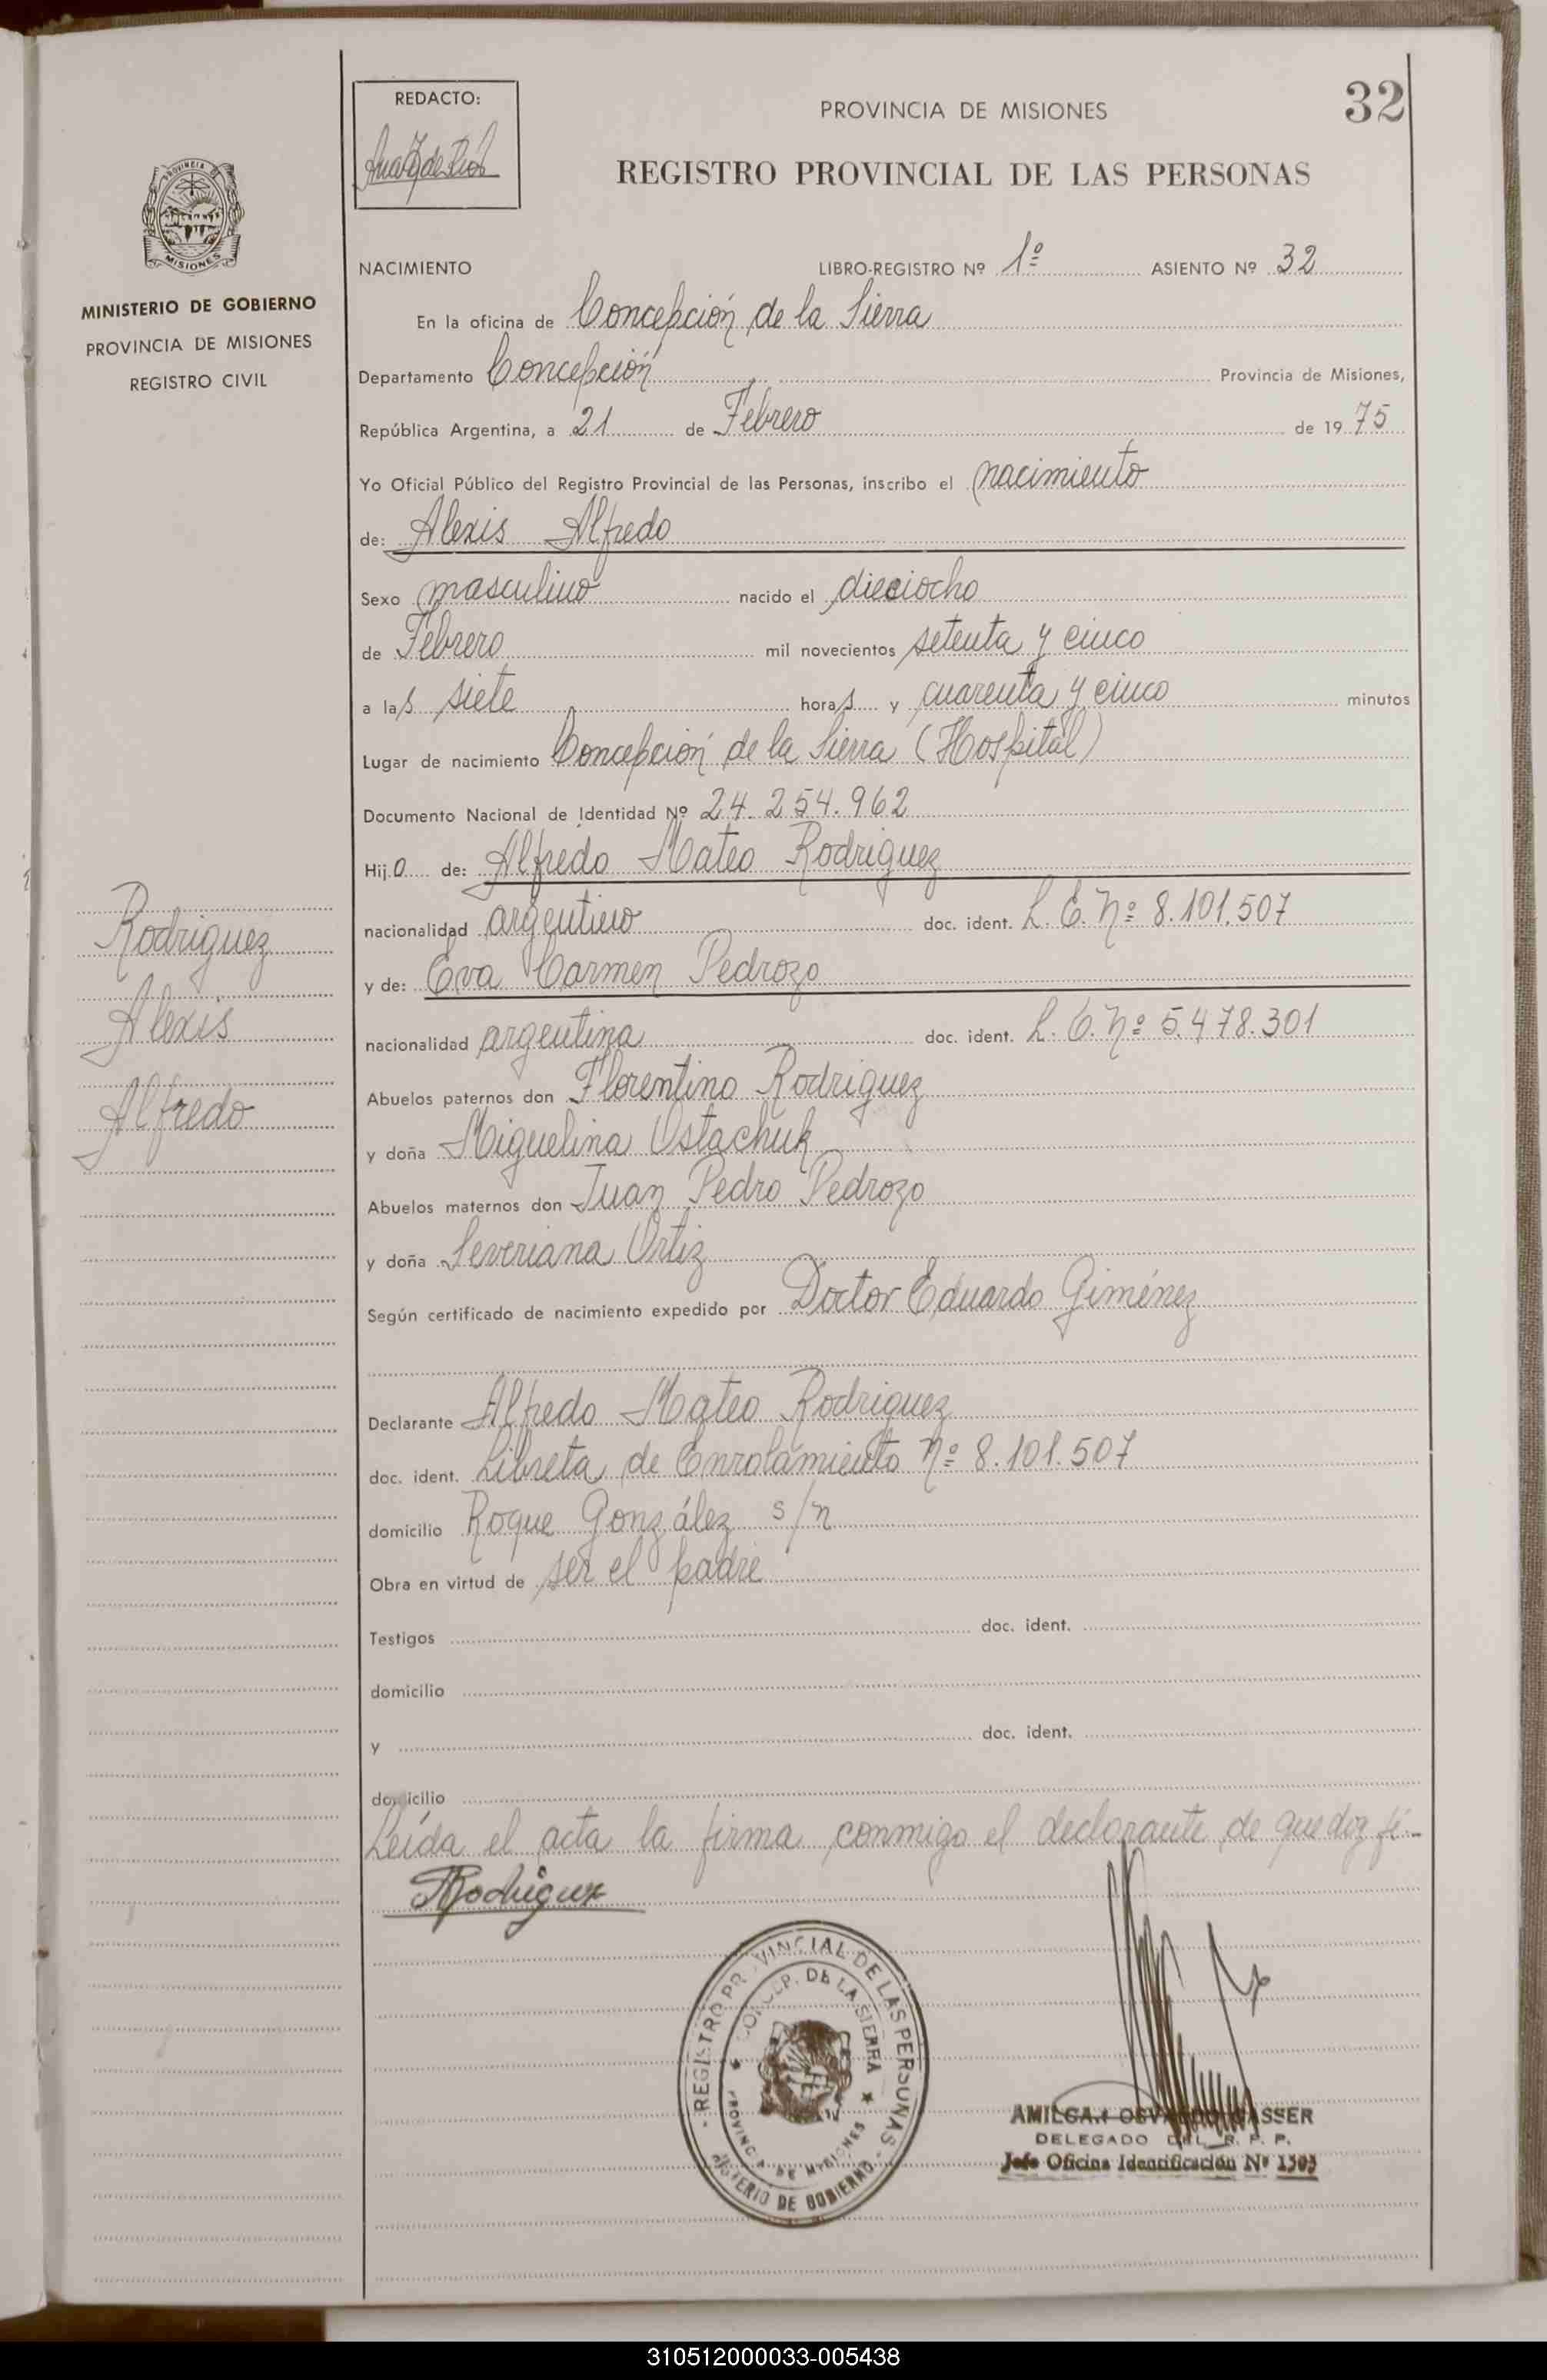 32
REDACTO:
PROVINCIA DE MISIONES
REGISTRO PROVINCIAL DE LAS PERSONAS
PROVINCIA DE
MISIONES
MINISTERIO DE GOBIERNO
PROVINCIA DE MISIONES
REGISTRO CIVIL
NACIMIENTO LIBRO-REGISTRO Nº 1º ASIENTO Nº 32
En la oficina de Concepción de la Sierra
Departamento Concepción Provincia de Misiones,
República Argentina, a 21 de Febrero de 19 75
Yo Oficial Público del Registro Provincial de las Personas, inscribo el nacimiento
de: Alexis Alfredo
Sexo masculino nacido el dieciocho
de Febrero mil novecientos setenta y cinco
a las siete horas y cuarenta y cinco minutos
Lugar de nacimiento Concepción de la Sierra (Hospital)
Documento Nacional de Identidad Nº 24.254.962
Hijo de: Alfredo Mateo Rodriguez
nacionalidad argentino doc. ident. L. E. Nº 8.101.507
y de: Eva Carmen Pedrozo
nacionalidad argentina doc. ident. L. C. Nº 5.478.301
Abuelos paternos don Florentino Rodriguez
y doña Miguelina Ostachuk
Abuelos maternos don Juan Pedro Pedrozo
y doña Severiana Ortiz
Según certificado de nacimiento expedido por Doctor Eduardo Giménez
Declarante Alfredo Mateo Rodriguez
doc. ident. Libreta de Enrolamiento Nº 8.101.507
domicilio Roque González s/n
Obra en virtud de ser el padre
Testigos doc. ident.
domicilio
y doc. ident.
domicilio
Leída el acta la firma conmigo el declarante, de que doy fé.-
Rodriguez
Rodriguez
Alexis
Alfredo
REGISTRO PROVINCIAL DE LAS PERSONAS
CONCEP. DE LA SIERRA
PROVINCIA DE MISIONES
MINISTERIO DE GOBIERNO
OSVALDO GASSER
DELEGADO DEL R. P. P.
Jefe Oficina Identificación Nº 1303
310512000033-005438